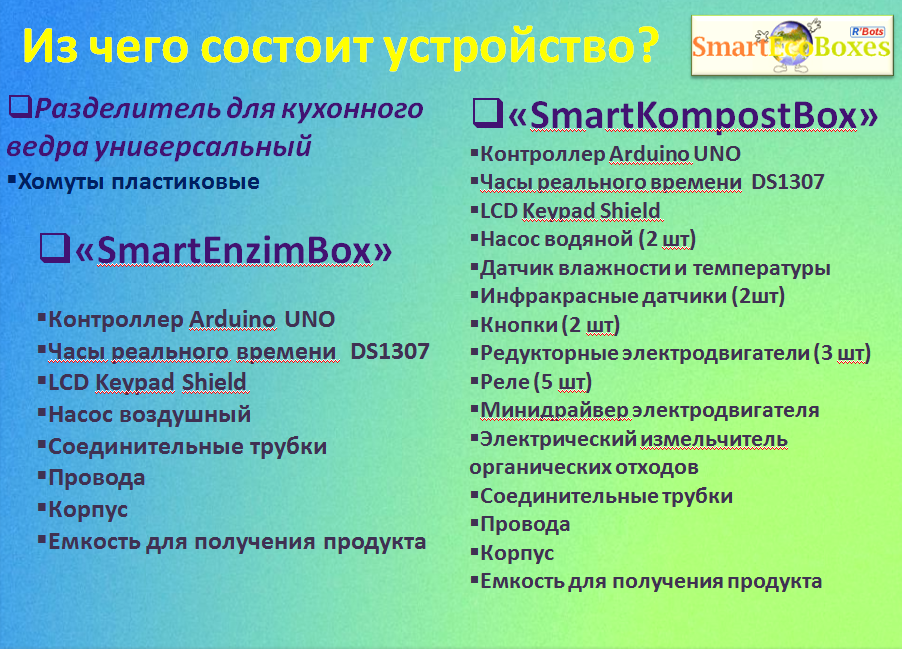 Из чего состоит устройство?
R'Bots
SmartEcoBoxes
Разделитель для кухонного
ведра универсальный
Хомуты пластиковые
«SmartEnzimBox»
Контроллер Arduino UNO
Часы реального времени DS1307
LCD Keypad Shield
Насос воздушный
Соединительные трубки
Провода
Корпус
Емкость для получения продукта
«SmartKompostBox»
Контроллер Arduino UNO
Часы реального времени DS1307
LCD Keypad Shield
Насос водяной (2 шт)
Датчик влажности и температуры
Инфракрасные датчики (2шт)
Кнопки (2 шт)
Редукторные электродвигатели (3 шт)
Реле (5 шт)
Минидрайвер электродвигателя
Электрический измельчитель
органических отходов
Соединительные трубки
Провода
Корпус
Емкость для получения продукта